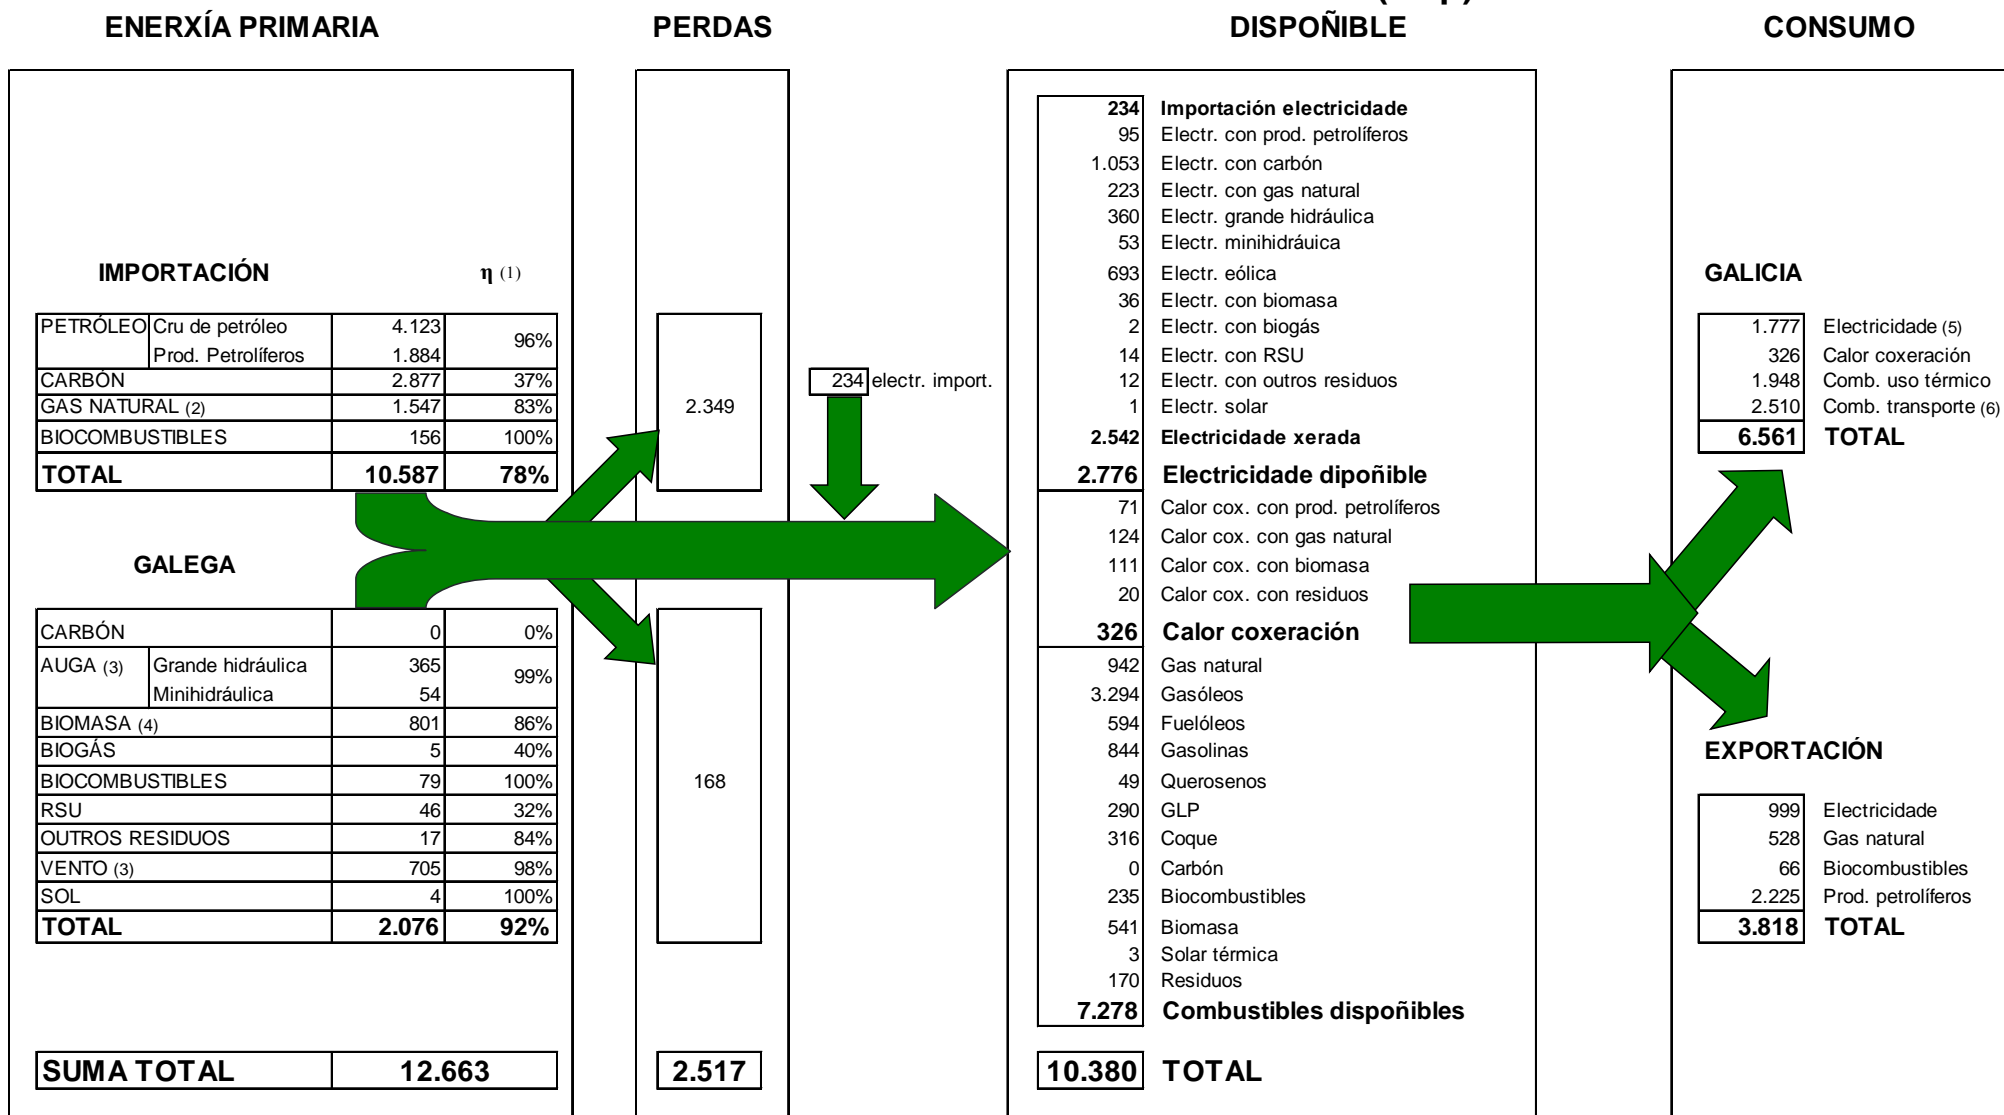 ENERXÍA PRIMARIA
PERDAS
DISPOÑIBLE
CONSUMO
IMPORTACIÓN η (1)
PETRÓLEO Cru de petróleo 4.123 96%
Prod. Petrolíferos 1.884
CARBÓN 2.877 37%
GAS NATURAL (2) 1.547 83%
BIOCOMBUSTIBLES 156 100%
TOTAL 10.587 78%
GALEGA
CARBÓN 0 0%
AUGA (3) Grande hidráulica 365 99%
Minihidráulica 54
BIOMASA (4) 801 86%
BIOGÁS 5 40%
BIOCOMBUSTIBLES 79 100%
RSU 46 32%
OUTROS RESIDUOS 17 84%
VENTO (3) 705 98%
SOL 4 100%
TOTAL 2.076 92%
SUMA TOTAL 12.663
2.349
168
2.517
234 electr. import.
234 Importación electricidade
95 Electr. con prod. petrolíferos
1.053 Electr. con carbón
223 Electr. con gas natural
360 Electr. grande hidráulica
53 Electr. minihidráuica
693 Electr. eólica
36 Electr. con biomasa
2 Electr. con biogás
14 Electr. con RSU
12 Electr. con outros residuos
1 Electr. solar
2.542 Electricidade xerada
2.776 Electricidade dipoñible
71 Calor cox. con prod. petrolíferos
124 Calor cox. con gas natural
111 Calor cox. con biomasa
20 Calor cox. con residuos
326 Calor coxeración
942 Gas natural
3.294 Gasóleos
594 Fuelóleos
844 Gasolinas
49 Querosenos
290 GLP
316 Coque
0 Carbón
235 Biocombustibles
541 Biomasa
3 Solar térmica
170 Residuos
7.278 Combustibles dispoñibles
10.380 TOTAL
GALICIA
1.777 Electricidade (5)
326 Calor coxeración
1.948 Comb. uso térmico
2.510 Comb. transporte (6)
6.561 TOTAL
EXPORTACIÓN
999 Electricidade
528 Gas natural
66 Biocombustibles
2.225 Prod. petrolíferos
3.818 TOTAL